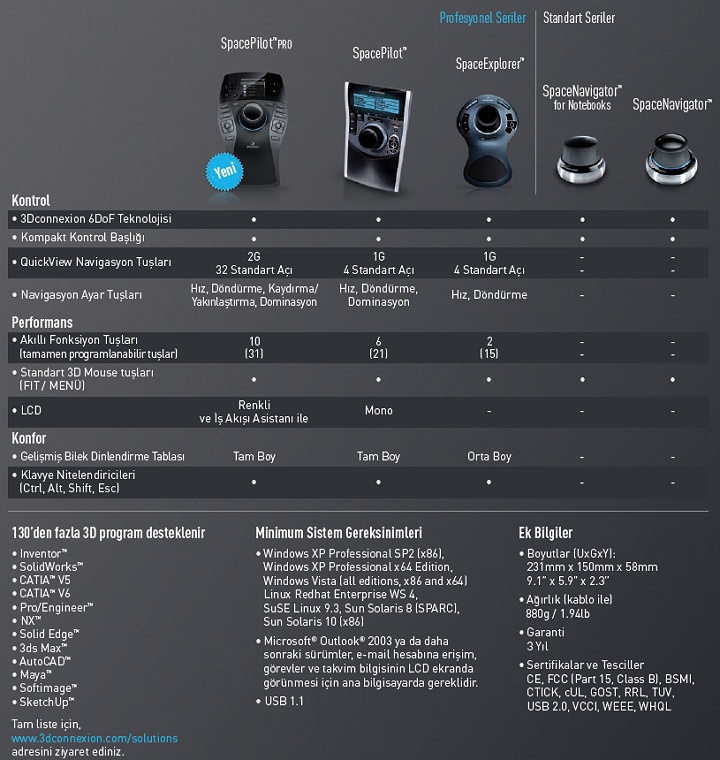 Profesyonel Seriler
Standart Seriler
SpacePilot™PRO
SpacePilot™
SpaceExplorer™
SpaceNavigator™
for Notebooks
SpaceNavigator™
Yeni
Kontrol
• 3Dconnexion 6DoF Teknolojisi • • • • •
• Kompakt Kontrol Başlığı • • • • •
• QuickView Navigasyon Tuşları
2G 1G 1G - -
32 Standart Açı 4 Standart Açı 4 Standart Açı - -
• Navigasyon Ayar Tuşları
Hız, Döndürme, Kaydırma/
Yakınlaştırma, Dominasyon
Hız, Döndürme,
Dominasyon
Hız, Döndürme - -
Performans
• Akıllı Fonksiyon Tuşları 10 6 2 - -
(tamamen programlanabilir tuşlar) (31) (21) (15) - -
• Standart 3D Mouse tuşları
(FIT / MENÜ) • • • • •
• LCD
Renkli
ve İş Akışı Asistanı ile
Mono - - -
Konfor
• Gelişmiş Bilek Dinlendirme Tablası Tam Boy Tam Boy Orta Boy - -
• Klavye Nitelendiricileri
(Ctrl, Alt, Shift, Esc) • • • - -
130'den fazla 3D program desteklenir
• Inventor™
• SolidWorks™
• CATIA™ V5
• CATIA™ V6
• Pro/Engineer™
• NX™
• Solid Edge™
• 3ds Max™
• AutoCAD™
• Maya™
• Softimage™
• SketchUp™
Tam liste için,
www.3dconnexion.com/solutions
adresini ziyaret ediniz.
Minimum Sistem Gereksinimleri
• Windows XP Professional SP2 (x86),
Windows XP Professional x64 Edition,
Windows Vista (all editions, x86 and x64)
Linux Redhat Enterprise WS 4,
SuSE Linux 9.3, Sun Solaris 8 (SPARC),
Sun Solaris 10 (x86)
• Microsoft® Outlook® 2003 ya da daha
sonraki sürümler, e-mail hesabına erişim,
görevler ve takvim bilgisinin LCD ekranda
görünmesi için ana bilgisayarda gereklidir.
• USB 1.1
Ek Bilgiler
• Boyutlar (UxGxY):
231mm x 150mm x 58mm
9.1” x 5.9” x 2.3”
• Ağırlık (kablo ile)
880g / 1.94lb
• Garanti
3 Yıl
• Sertifikalar ve Tesciller
CE, FCC (Part 15, Class B), BSMI,
CTICK, cUL, GOST, RRL, TUV,
USB 2.0, VCCI, WEEE, WHQL